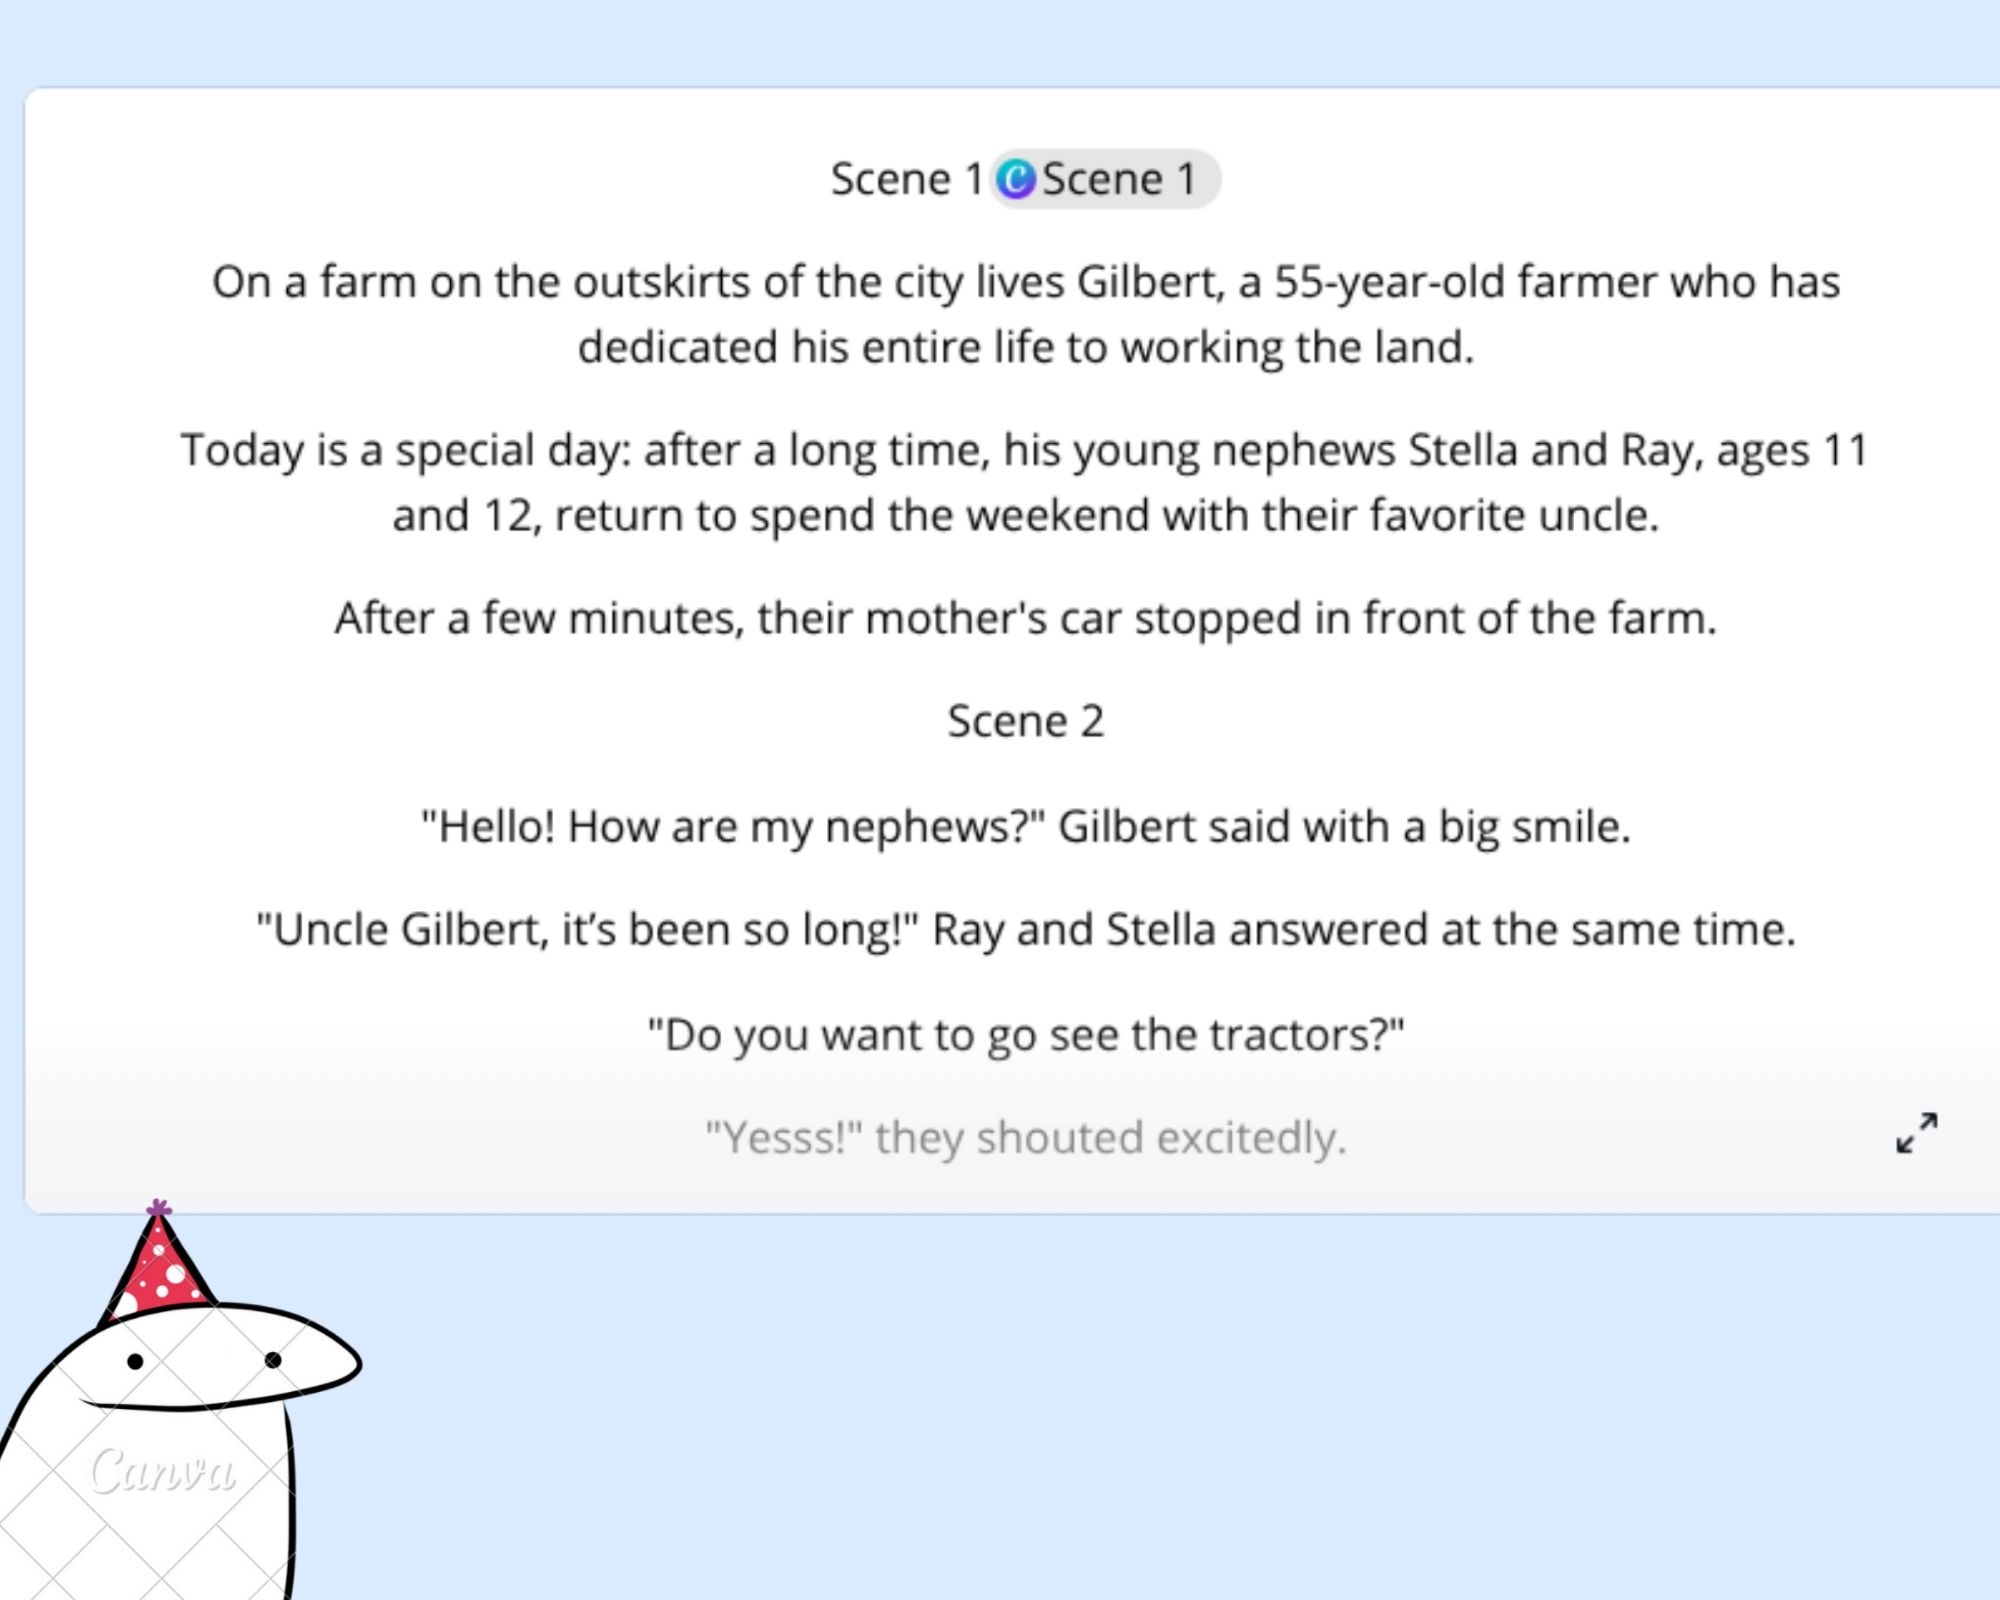 Scene 1 Scene 1
On a farm on the outskirts of the city lives Gilbert, a 55-year-old farmer who has
dedicated his entire life to working the land.
Today is a special day: after a long time, his young nephews Stella and Ray, ages 11
and 12, return to spend the weekend with their favorite uncle.
After a few minutes, their mother's car stopped in front of the farm.
Scene 2
"Hello! How are my nephews?" Gilbert said with a big smile.
"Uncle Gilbert, it’s been so long!" Ray and Stella answered at the same time.
"Do you want to go see the tractors?"
"Yesss!" they shouted excitedly.
Canva